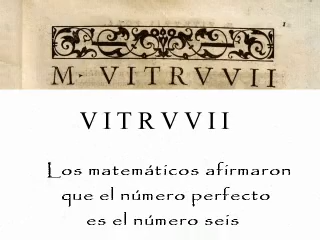 M· VITRVVII
VITRVVII
Los matemáticos afirmaron
que el número perfecto
es el número seis